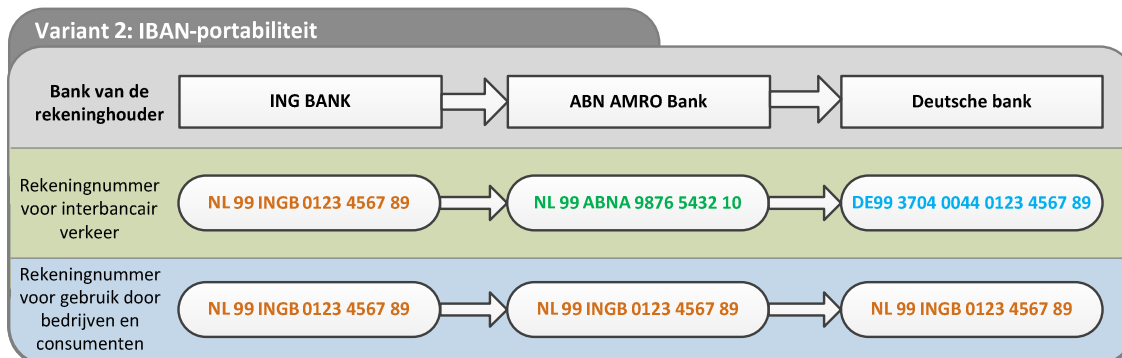 Variant 2: IBAN-portabiliteit
Bank van de
rekeninghouder
ING BANK
ABN AMRO Bank
Deutsche bank
Rekeningnummer
voor interbancair
verkeer
NL 99 INGB 0123 4567 89
NL 99 ABNA 9876 5432 10
DE99 3704 0044 0123 4567 89
Rekeningnummer
voor gebruik door
bedrijven en
consumenten
NL 99 INGB 0123 4567 89
NL 99 INGB 0123 4567 89
NL 99 INGB 0123 4567 89